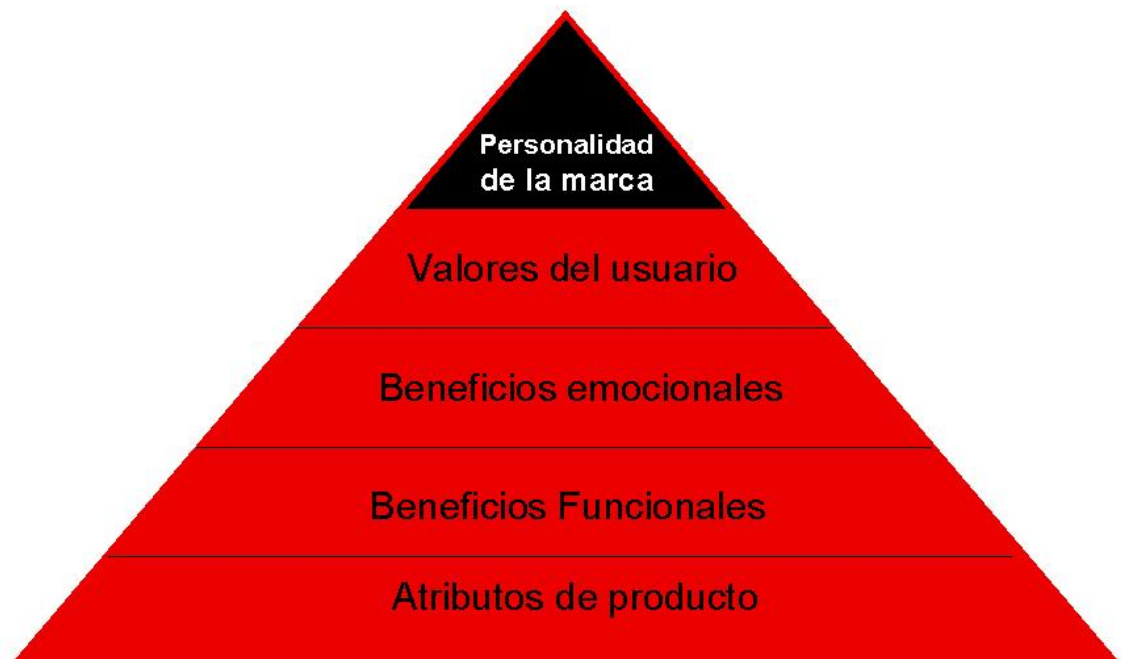 Personalidad
de la marca
Valores del usuario
Beneficios emocionales
Beneficios Funcionales
Atributos de producto